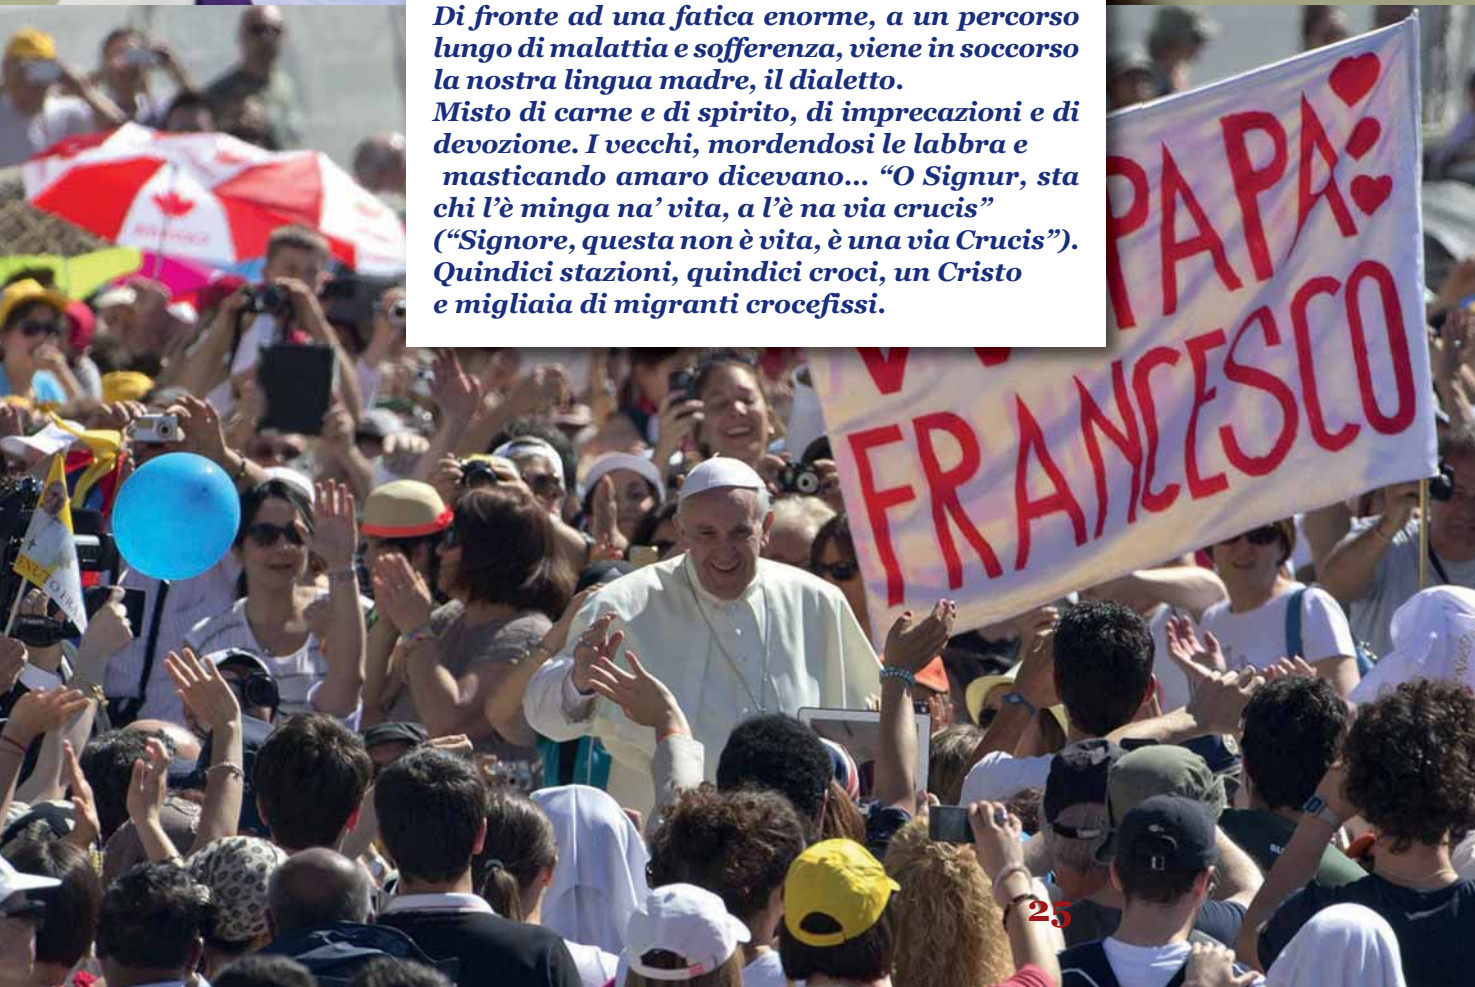 Di fronte ad una fatica enorme, a un percorso
lungo di malattia e sofferenza, viene in soccorso
la nostra lingua madre, il dialetto.
Misto di carne e di spirito, di imprecazioni e di
devozione. I vecchi, mordendosi le labbra e
masticando amaro dicevano... “O Signur, sta
chi l’è minga na’ vita, a l’è na via crucis”
(“Signore, questa non è vita, è una via Crucis”).
Quindici stazioni, quindici croci, un Cristo
e migliaia di migranti crocefissi.
PAPA
FRANCESCO
25